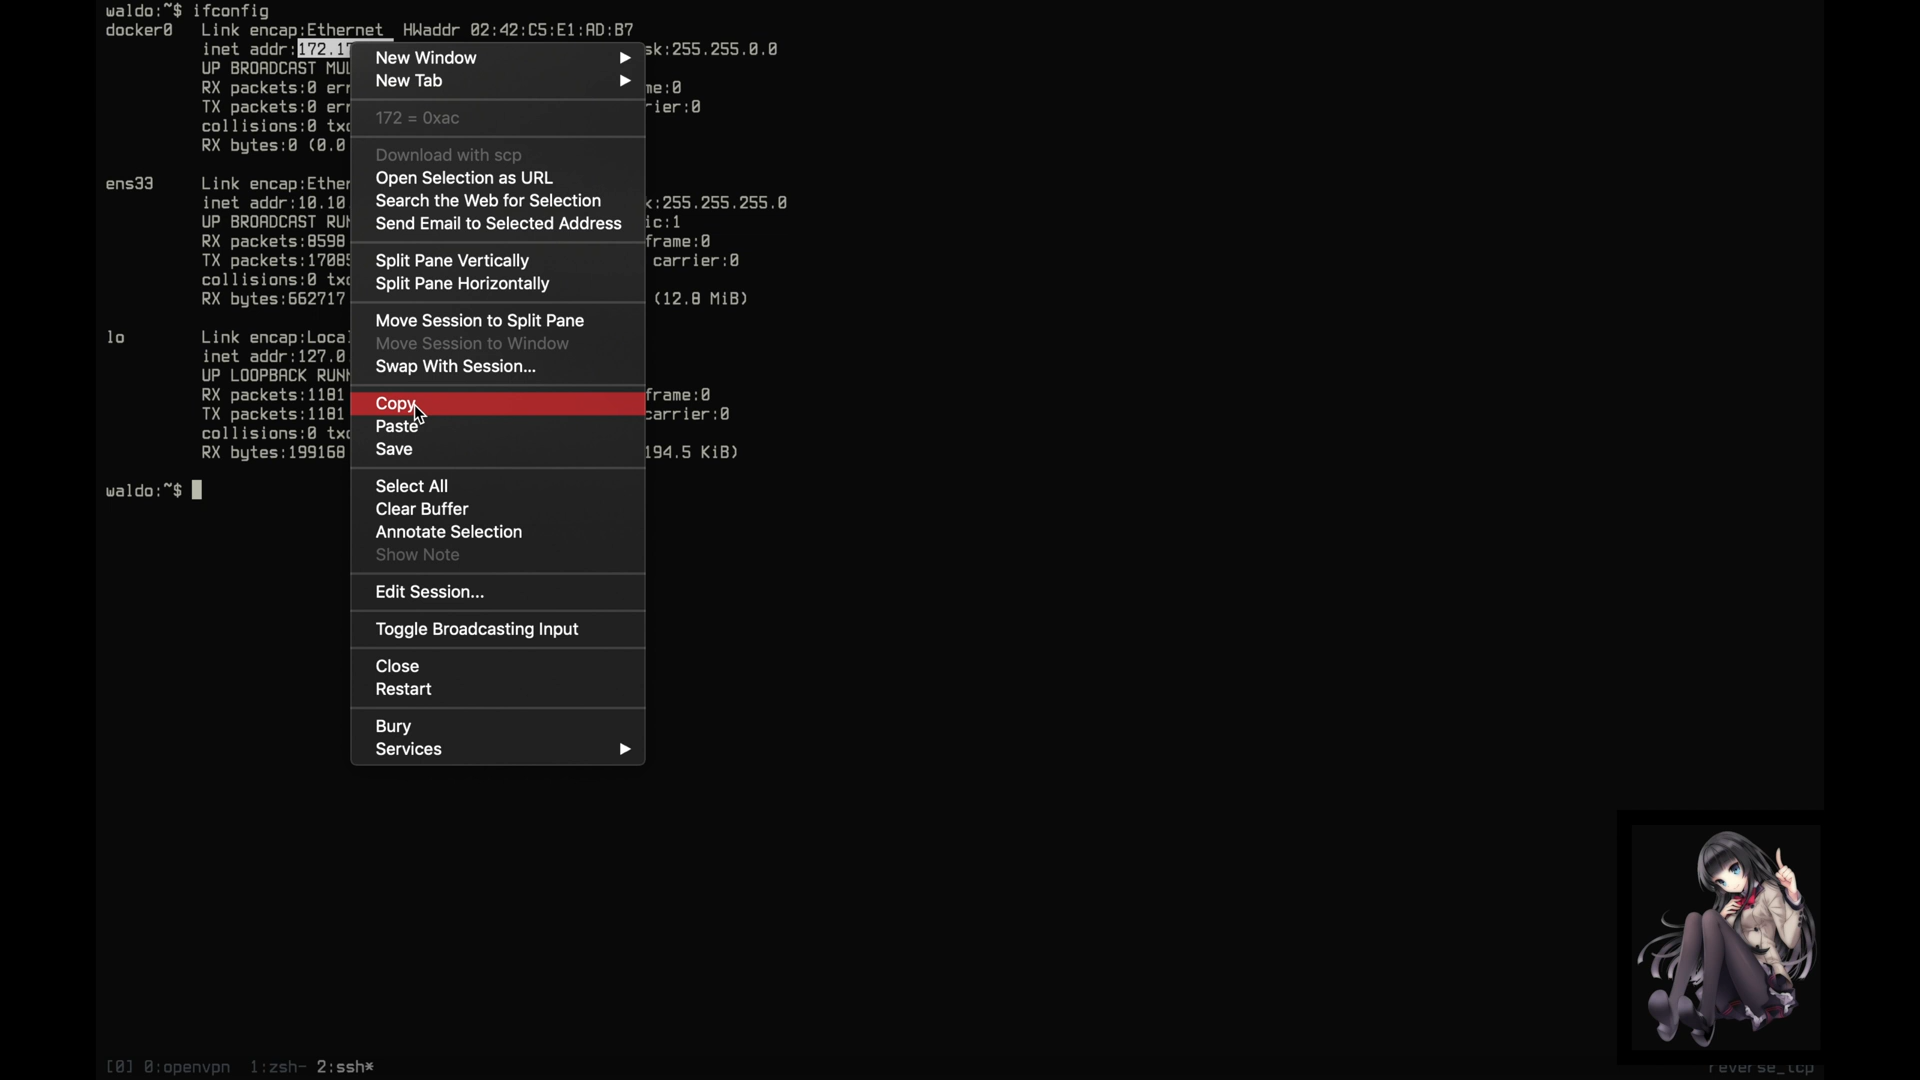 waldo:~$ ifconfig
docker0 Link encap:Ethernet HWaddr 02:42:C5:E1:AD:B7
inet addr:172.17 sk:255.255.0.0
UP BROADCAST MUL
RX packets:0 err me:0
TX packets:0 err rier:0
collisions:0 txq
RX bytes:0 (0.0
ens33 Link encap:Ether
inet addr:10.10 k:255.255.255.0
UP BROADCAST RUN ic:1
RX packets:8598 frame:0
TX packets:17085 carrier:0
collisions:0 txq
RX bytes:662717 (12.8 MiB)
lo Link encap:Local
inet addr:127.0
UP LOOPBACK RUNN
RX packets:1181 frame:0
TX packets:1181 carrier:0
collisions:0 txq
RX bytes:199168 194.5 KiB)
waldo:~$
New Window
New Tab
172 = 0xac
Download with scp
Open Selection as URL
Search the Web for Selection
Send Email to Selected Address
Split Pane Vertically
Split Pane Horizontally
Move Session to Split Pane
Move Session to Window
Swap With Session...
Copy
Paste
Save
Select All
Clear Buffer
Annotate Selection
Show Note
Edit Session...
Toggle Broadcasting Input
Close
Restart
Bury
Services
[0] 0:openvpn 1:zsh- 2:ssh* reverse_tcp